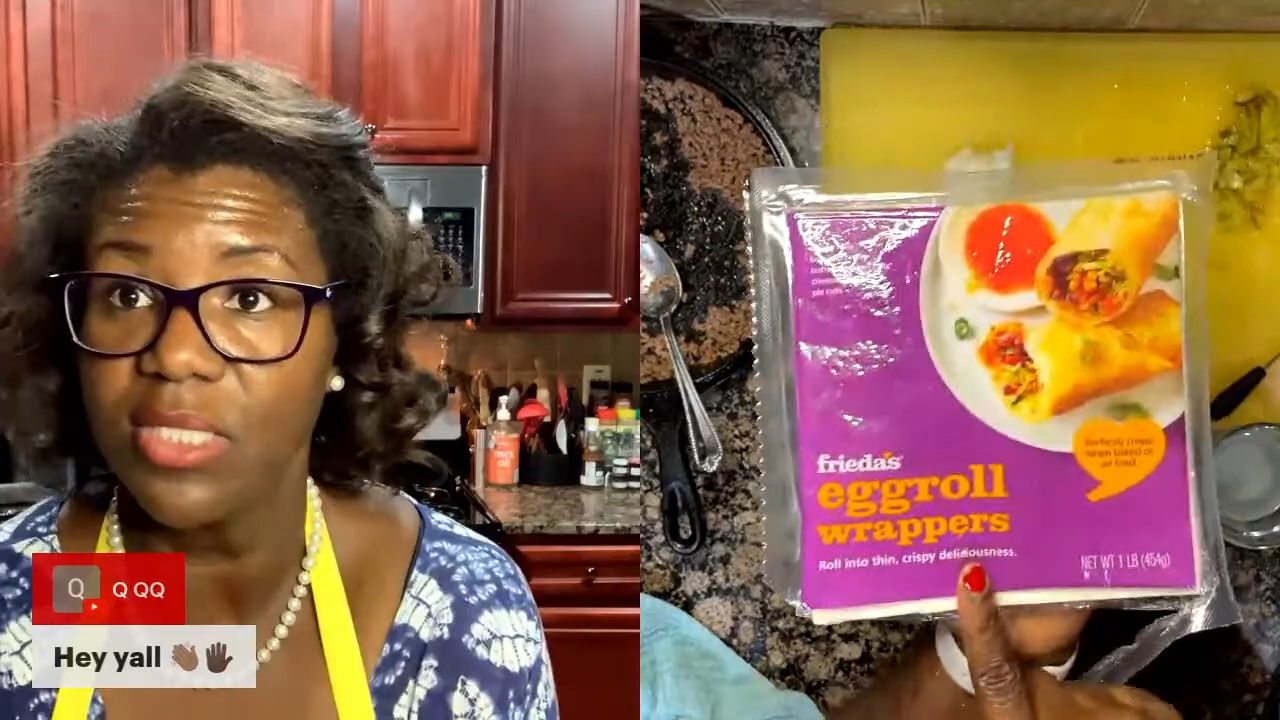 Q
Q QQ
Hey yall 👋🏽🖐🏿
frieda's
eggroll
wrappers
Roll into thin, crispy deliciousness.
NET WT 1 LB (454g)